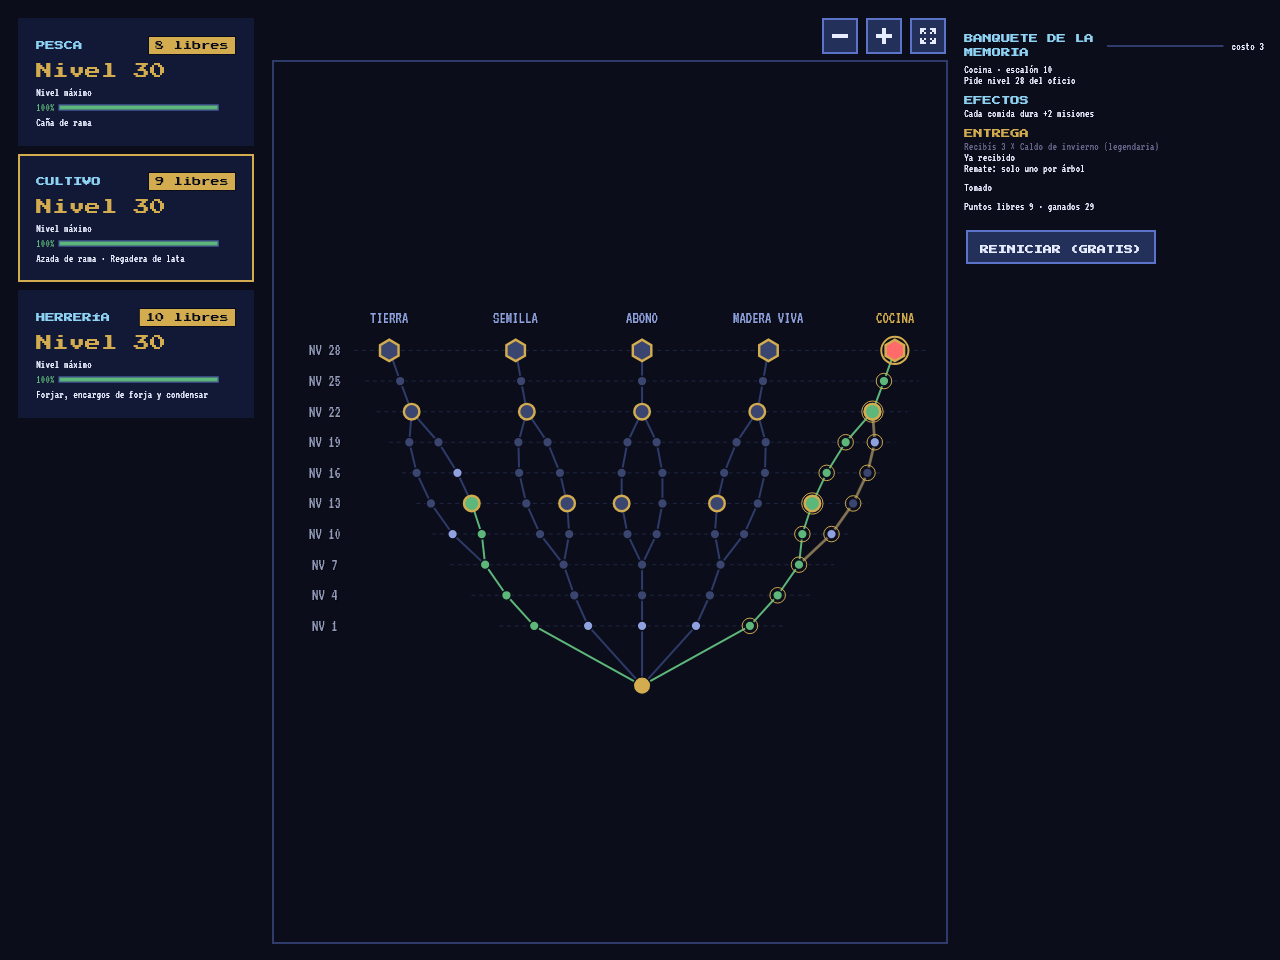 PESCA
8 libres
Nivel 30
Nivel máximo
100%
Caña de rama
CULTIVO
9 libres
Nivel 30
Nivel máximo
100%
Azada de rama · Regadera de lata
HERRERíA
10 libres
Nivel 30
Nivel máximo
100%
Forjar, encargos de forja y condensar
TIERRA
SEMILLA
ABONO
MADERA VIVA
COCINA
NV 28
NV 25
NV 22
NV 19
NV 16
NV 13
NV 10
NV 7
NV 4
NV 1
BANQUETE DE LA
MEMORIA
costo 3
Cocina · escalón 10
Pide nivel 28 del oficio
EFECTOS
Cada comida dura +2 misiones
ENTREGA
Recibís 3 × Caldo de invierno (legendaria)
Ya recibido
Remate: solo uno por árbol
Tomado
Puntos libres 9 · ganados 29
REINICIAR (GRATIS)